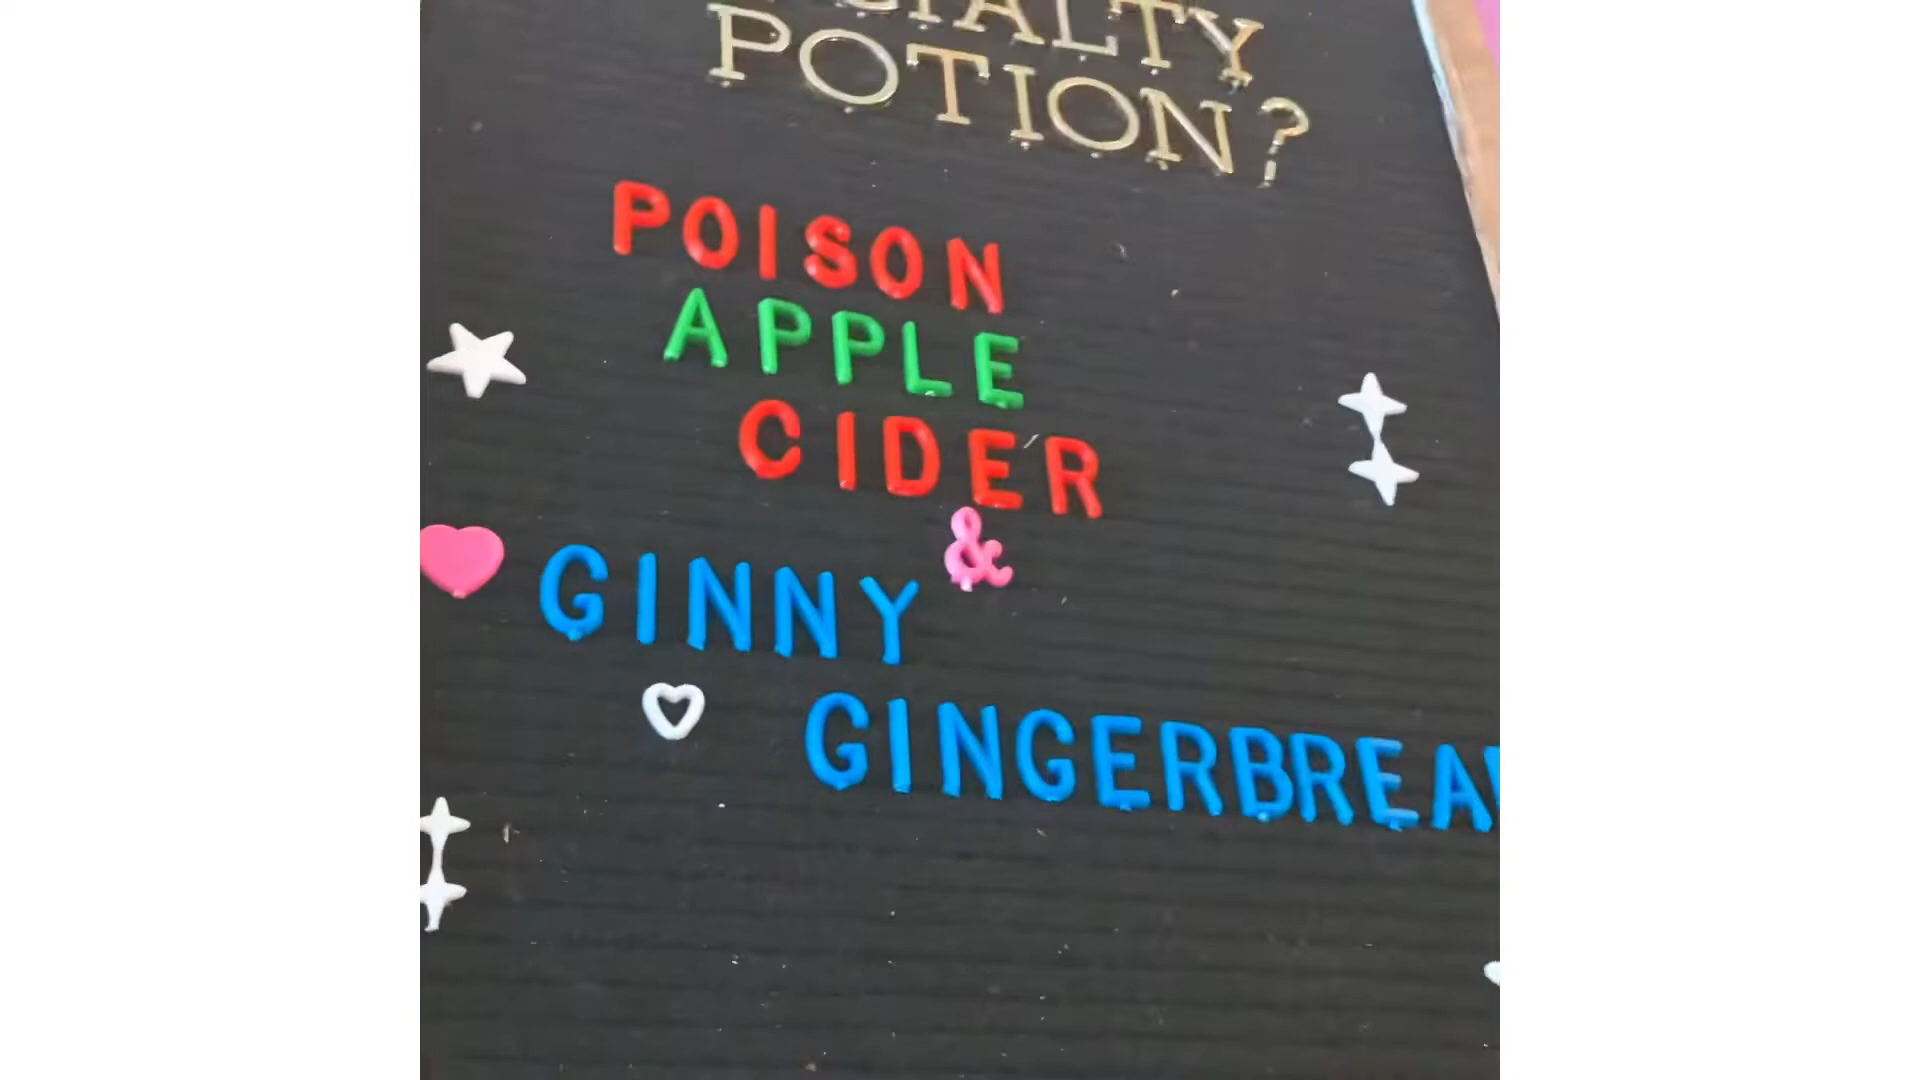 POTION?
POISON
APPLE
CIDER
&
GINNY
GINGERBREA